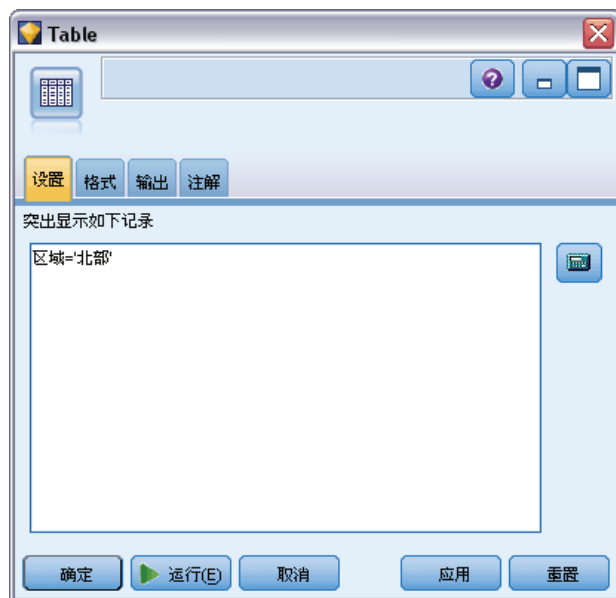 Table
设置 格式 输出 注解
突出显示如下记录
区域='北部'
确定 运行(E) 取消 应用 重置